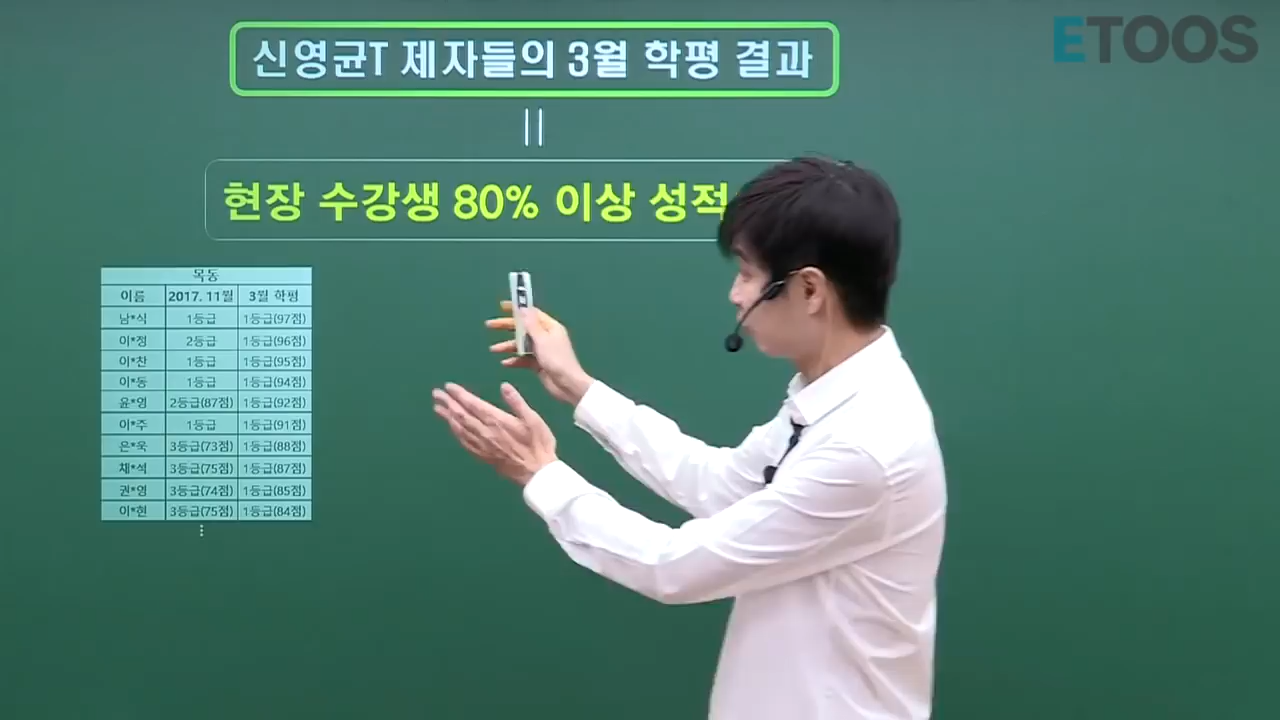 ETOOS
신영균T 제자들의 3월 학평 결과
현장 수강생 80% 이상 성적
목동
이름 2017. 11월 3월 학평
남*식 1등급 1등급(97점)
이*정 2등급 1등급(96점)
이*찬 1등급 1등급(95점)
이*동 1등급 1등급(94점)
윤*영 2등급(87점) 1등급(92점)
이*주 1등급 1등급(91점)
은*욱 3등급(73점) 1등급(88점)
채*석 3등급(75점) 1등급(87점)
권*영 3등급(74점) 1등급(85점)
이*현 3등급(75점) 1등급(84점)